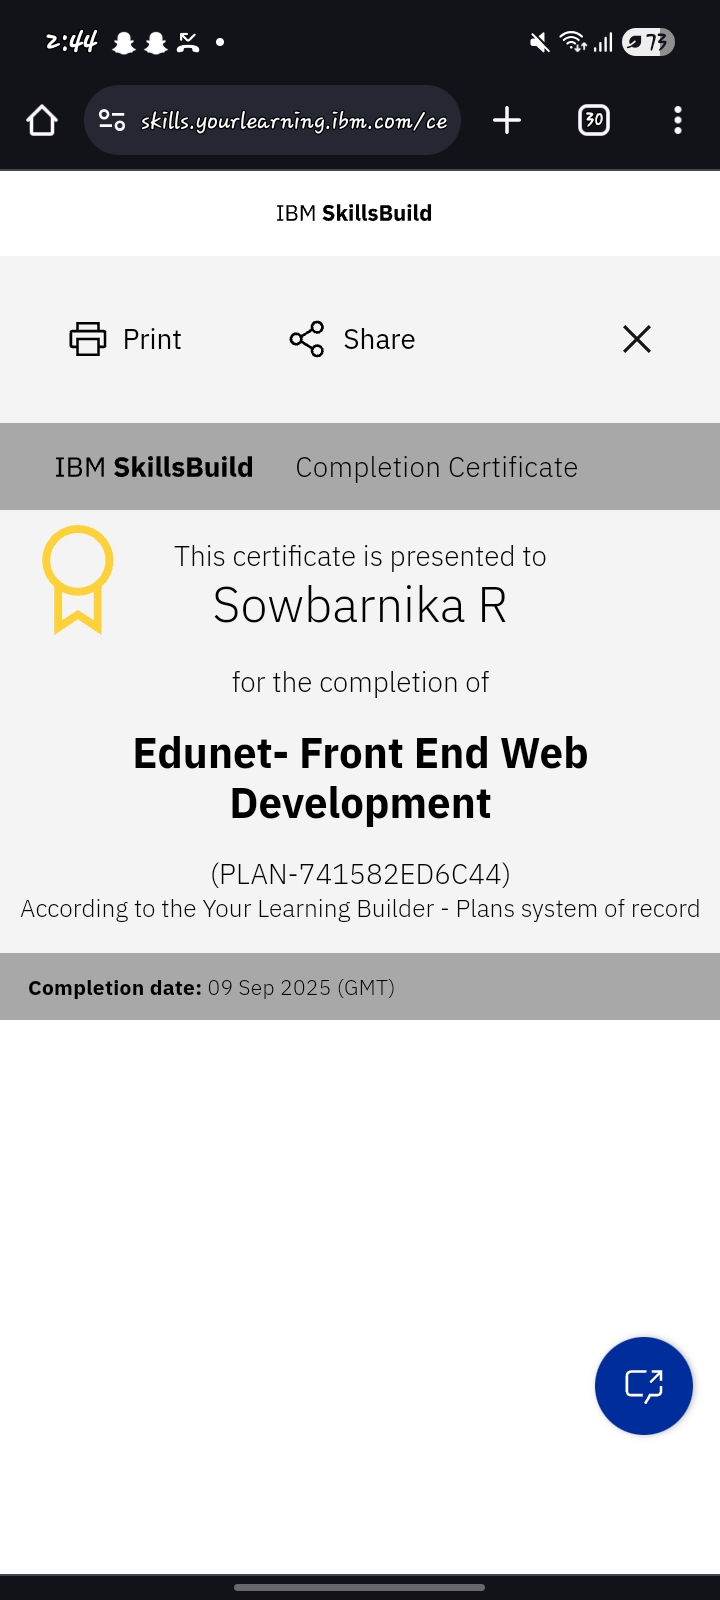 2:44
73
skills.yourlearning.ibm.com/ce
30
IBM SkillsBuild
Print
Share
IBM SkillsBuild Completion Certificate
This certificate is presented to
Sowbarnika R
for the completion of
Edunet- Front End Web
Development
(PLAN-741582ED6C44)
According to the Your Learning Builder - Plans system of record
Completion date: 09 Sep 2025 (GMT)